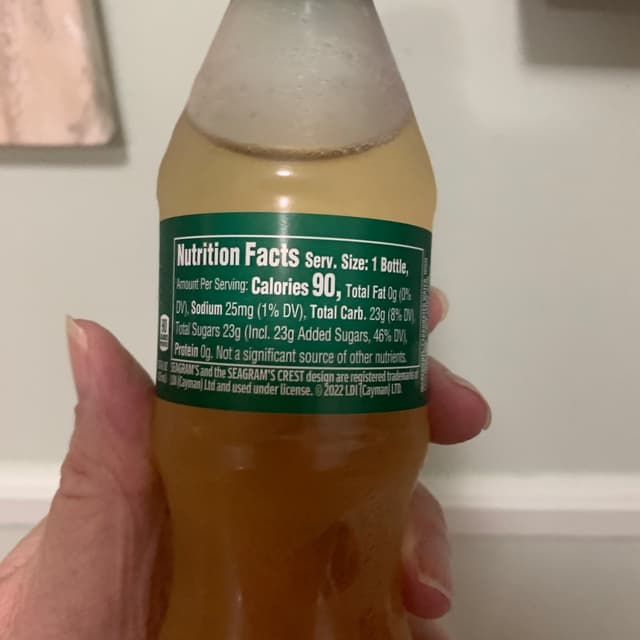 Nutrition Facts Serv. Size: 1 Bottle,
Amount Per Serving: Calories 90, Total Fat 0g (0%
DV), Sodium 25mg (1% DV), Total Carb. 23g (8% DV),
Total Sugars 23g (Incl. 23g Added Sugars, 46% DV),
Protein 0g. Not a significant source of other nutrients.
SEAGRAM'S and the SEAGRAM'S CREST design are registered trademarks of
LDI (Cayman) Ltd and used under license. © 2022 LDI (Cayman) LTD.
90